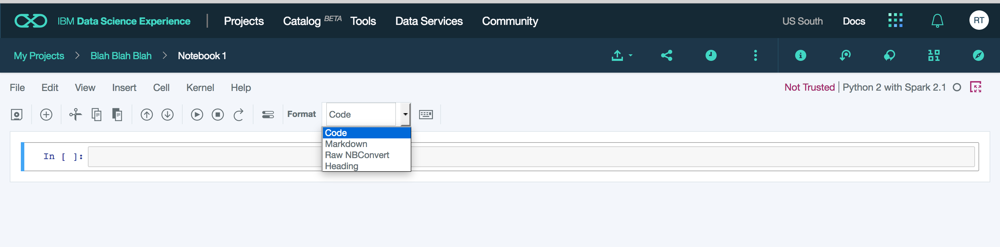 IBM Data Science Experience Projects Catalog BETA Tools Data Services Community US South Docs RT
My Projects > Blah Blah Blah > Notebook 1
File Edit View Insert Cell Kernel Help Not Trusted | Python 2 with Spark 2.1
Format Code
Code
Markdown
In [ ]:
Raw NBConvert
Heading